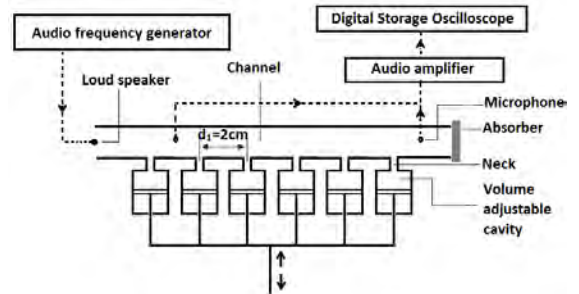 Digital Storage Oscilloscope
Audio frequency generator
Audio amplifier
Loud speaker
Channel
Microphone
Absorber
d₁=2cm
Neck
Volume
adjustable
cavity